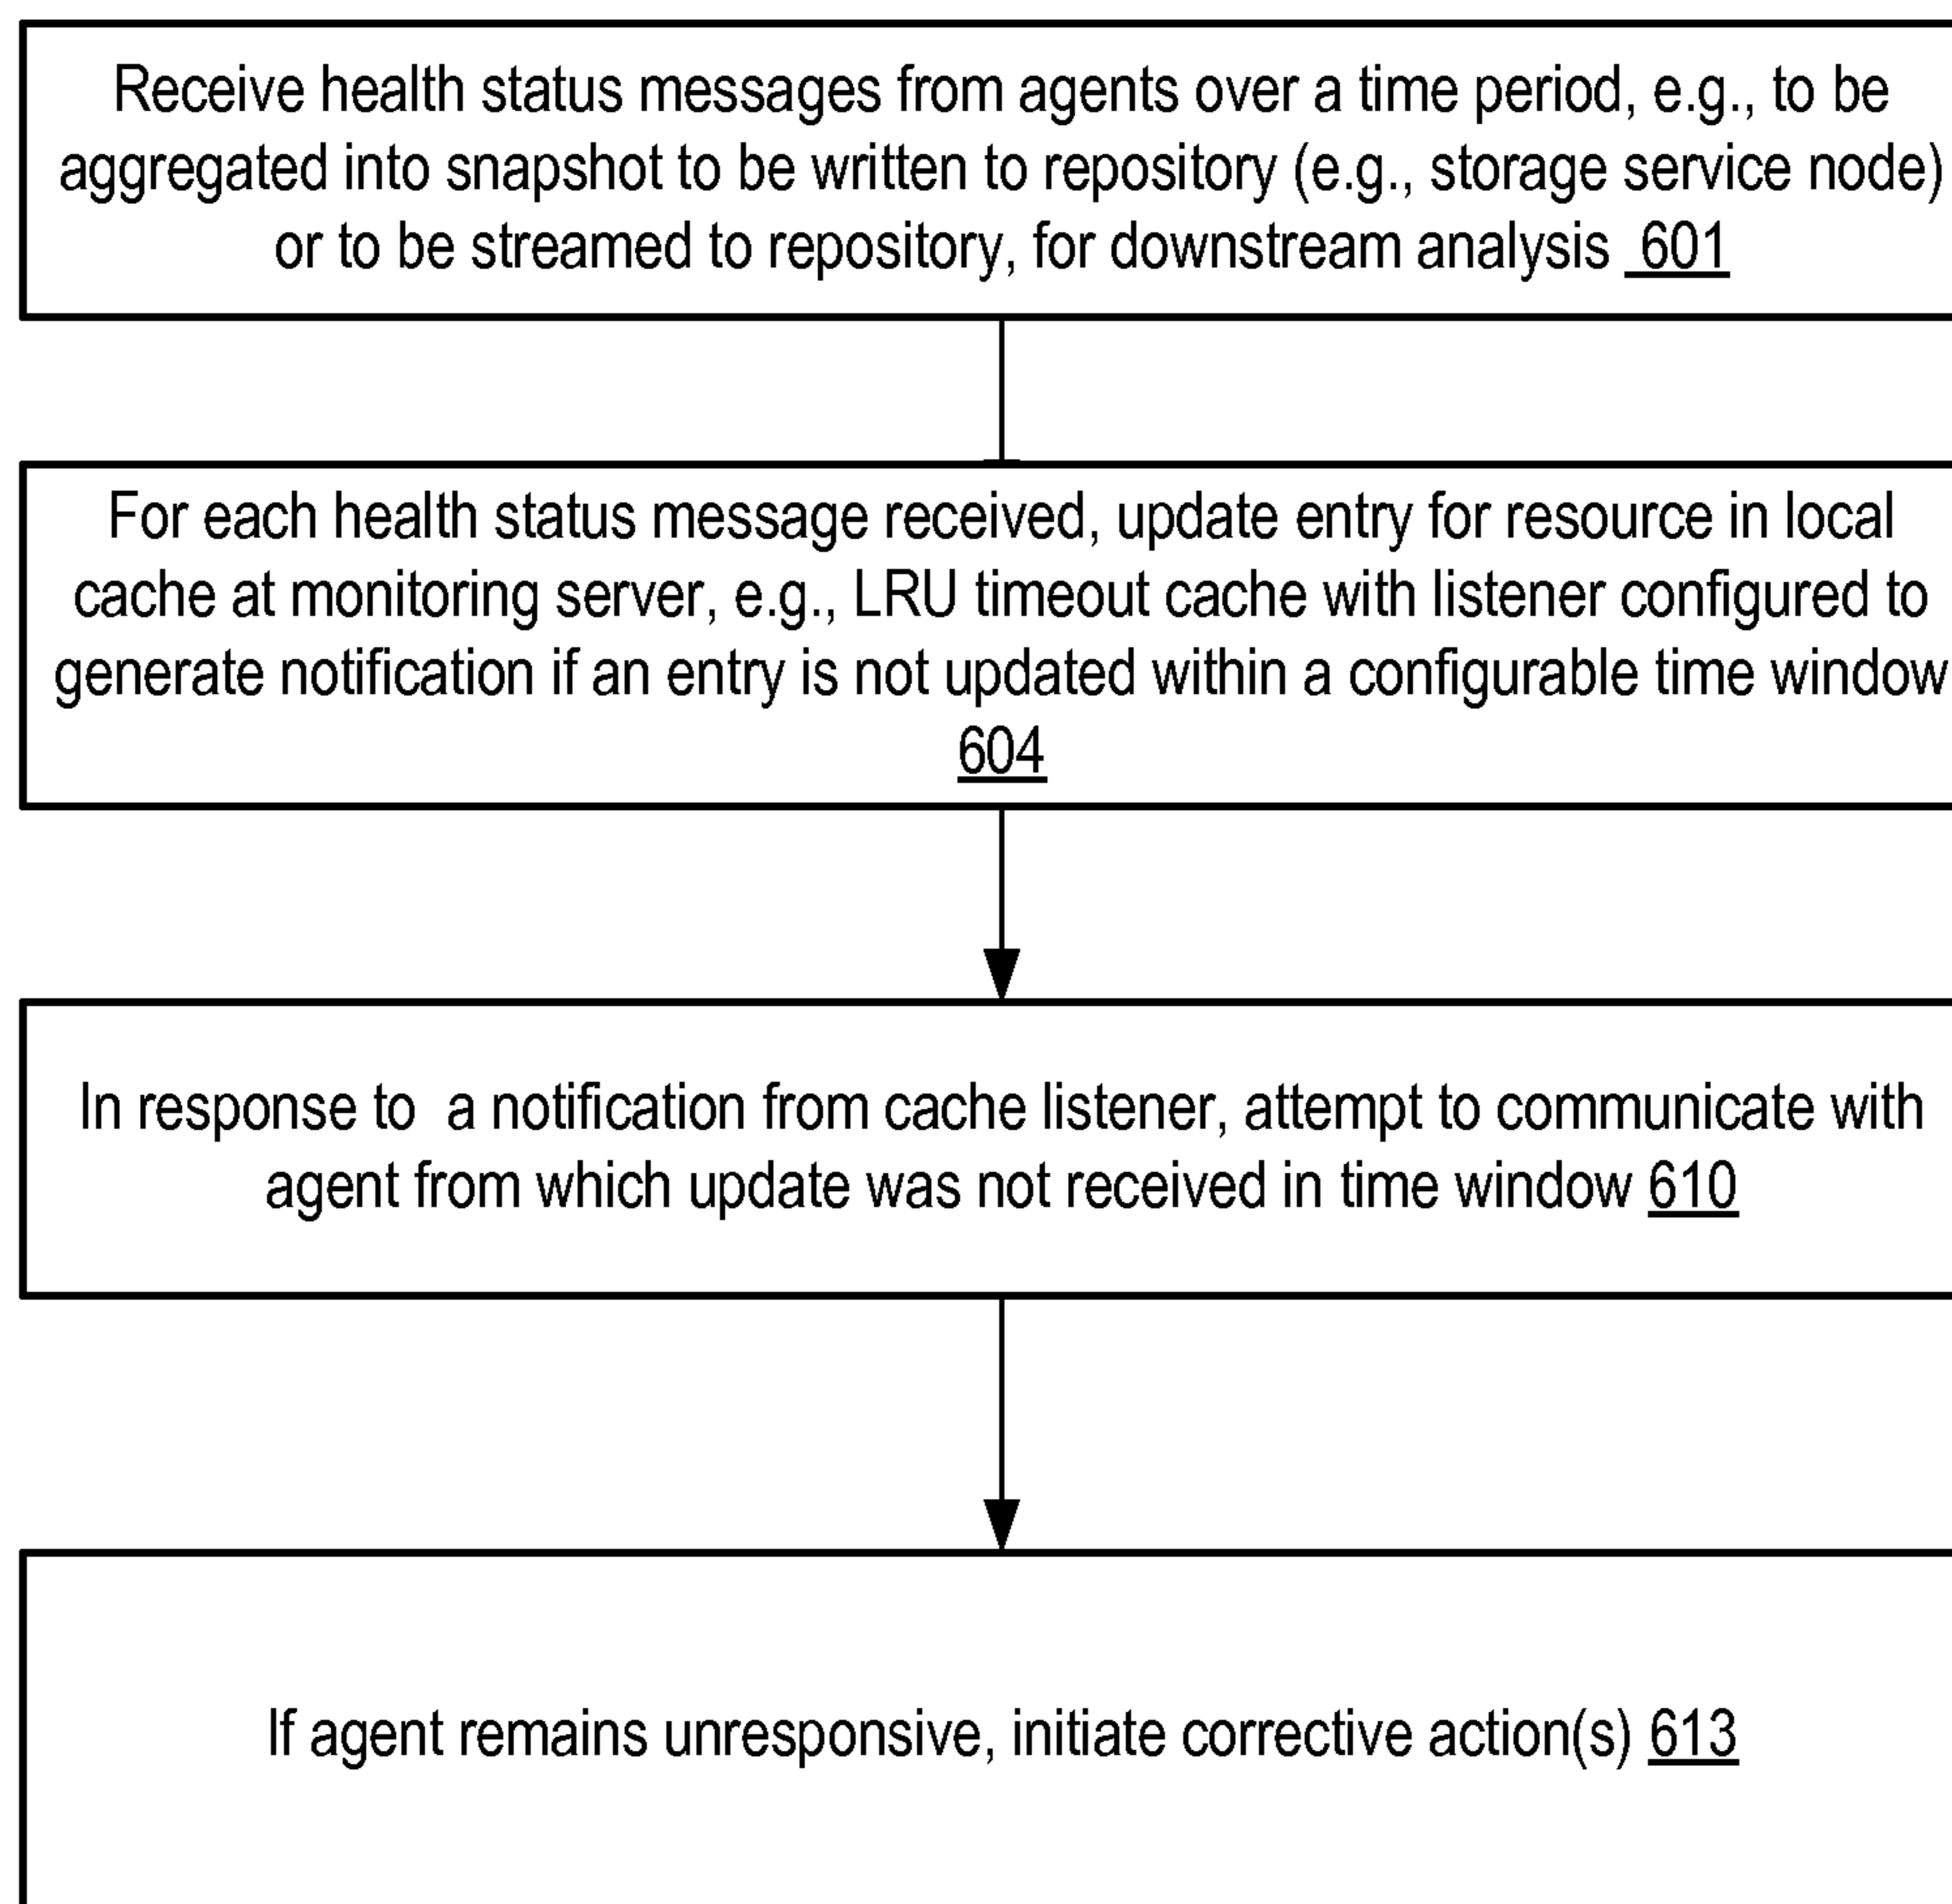 Receive health status messages from agents over a time period, e.g., to be
aggregated into snapshot to be written to repository (e.g., storage service node)
or to be streamed to repository, for downstream analysis 601
For each health status message received, update entry for resource in local
cache at monitoring server, e.g., LRU timeout cache with listener configured to
generate notification if an entry is not updated within a configurable time window
604
In response to  a notification from cache listener, attempt to communicate with
agent from which update was not received in time window 610
If agent remains unresponsive, initiate corrective action(s) 613